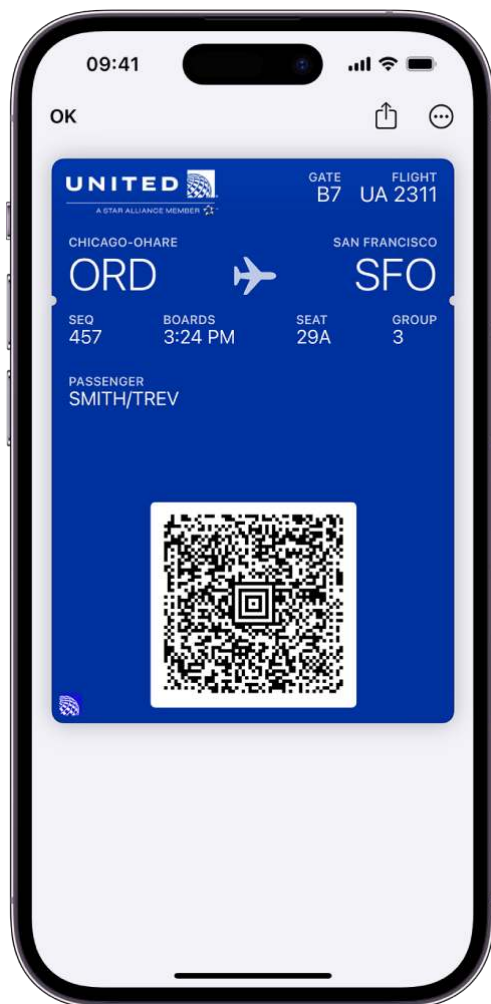 09:41
OK
UNITED
A STAR ALLIANCE MEMBER
GATE FLIGHT
B7 UA 2311
CHICAGO-OHARE SAN FRANCISCO
ORD SFO
SEQ BOARDS SEAT GROUP
457 3:24 PM 29A 3
PASSENGER
SMITH/TREV